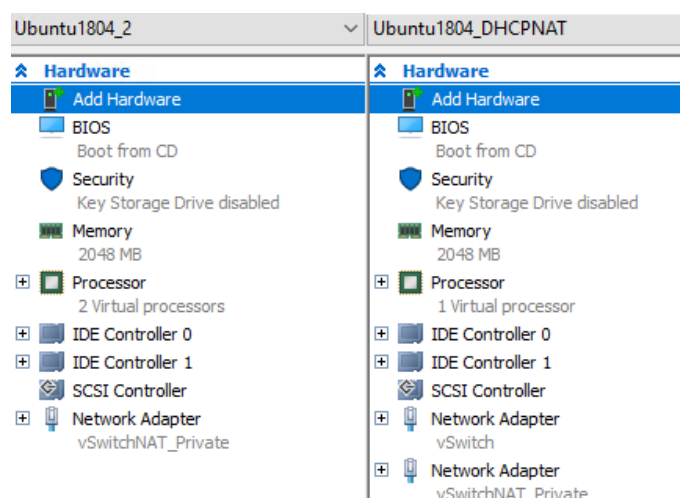 Ubuntu1804_2
Hardware
Add Hardware
BIOS
Boot from CD
Security
Key Storage Drive disabled
Memory
2048 MB
Processor
2 Virtual processors
IDE Controller 0
IDE Controller 1
SCSI Controller
Network Adapter
vSwitchNAT_Private
Ubuntu1804_DHCPNAT
Hardware
Add Hardware
BIOS
Boot from CD
Security
Key Storage Drive disabled
Memory
2048 MB
Processor
1 Virtual processor
IDE Controller 0
IDE Controller 1
SCSI Controller
Network Adapter
vSwitch
Network Adapter
vSwitchNAT_Private